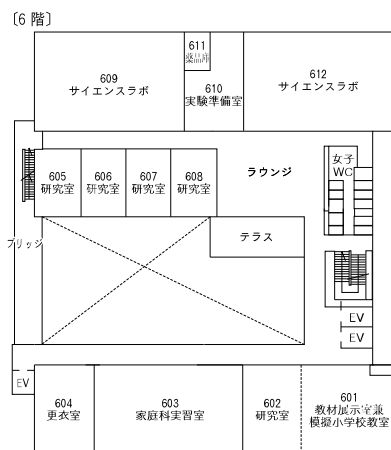 〔6 階〕
609
サイエンスラボ
611
薬品庫
610
実験準備室
612
サイエンスラボ
605
研究室
606
研究室
607
研究室
608
研究室
ラウンジ
女子
WC
テラス
ブリッジ
EV
EV
EV
604
更衣室
603
家庭科実習室
602
研究室
601
教材展示室兼
模擬小学校教室